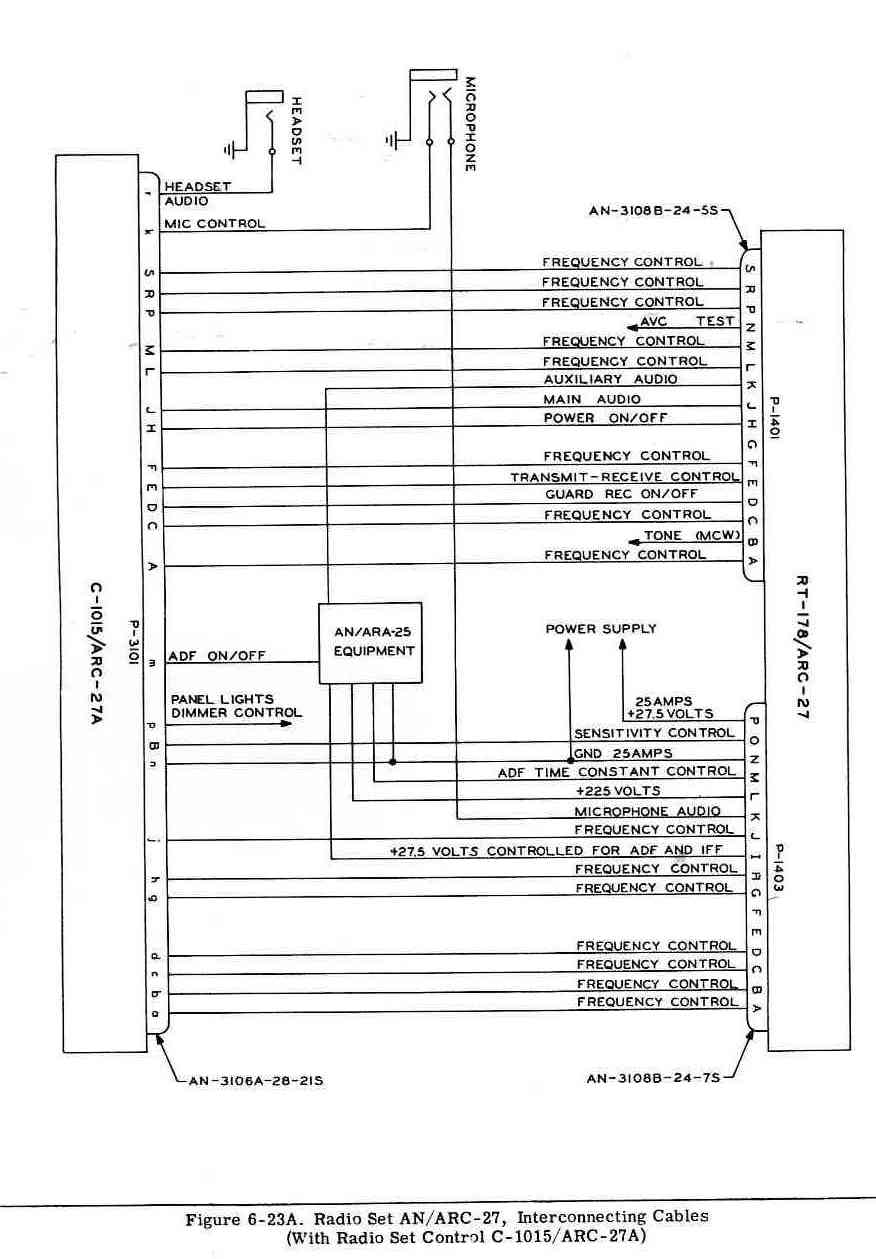 HEADSET
MICROPHONE
HEADSET
AUDIO
MIC CONTROL
AN-3108B-24-5S
S
R
P
M
L
J
H
F
E
D
C
A
FREQUENCY CONTROL S
FREQUENCY CONTROL R
FREQUENCY CONTROL P
AVC TEST N
FREQUENCY CONTROL M
FREQUENCY CONTROL L
AUXILIARY AUDIO K
MAIN AUDIO J
POWER ON/OFF H
G
FREQUENCY CONTROL F
TRANSMIT-RECEIVE CONTROL E
GUARD REC ON/OFF D
FREQUENCY CONTROL C
TONE (MCW) B
FREQUENCY CONTROL A
P-1401
C-1015/ARC-27A
P-3101
RT-178/ARC-27
AN/ARA-25
EQUIPMENT
POWER SUPPLY
m ADF ON/OFF
PANEL LIGHTS
DIMMER CONTROL
p
B
n
j
h
g
d
c
b
a
25AMPS
+27.5 VOLTS P
SENSITIVITY CONTROL O
GND 25AMPS N
ADF TIME CONSTANT CONTROL M
+225 VOLTS L
MICROPHONE AUDIO K
FREQUENCY CONTROL J
+27.5 VOLTS CONTROLLED FOR ADF AND IFF I
FREQUENCY CONTROL
FREQUENCY CONTROL G
F
E
FREQUENCY CONTROL D
FREQUENCY CONTROL C
FREQUENCY CONTROL B
FREQUENCY CONTROL A
P-1403
AN-3106A-28-21S
AN-3108B-24-7S
Figure 6-23A. Radio Set AN/ARC-27, Interconnecting Cables
(With Radio Set Control C-1015/ARC-27A)